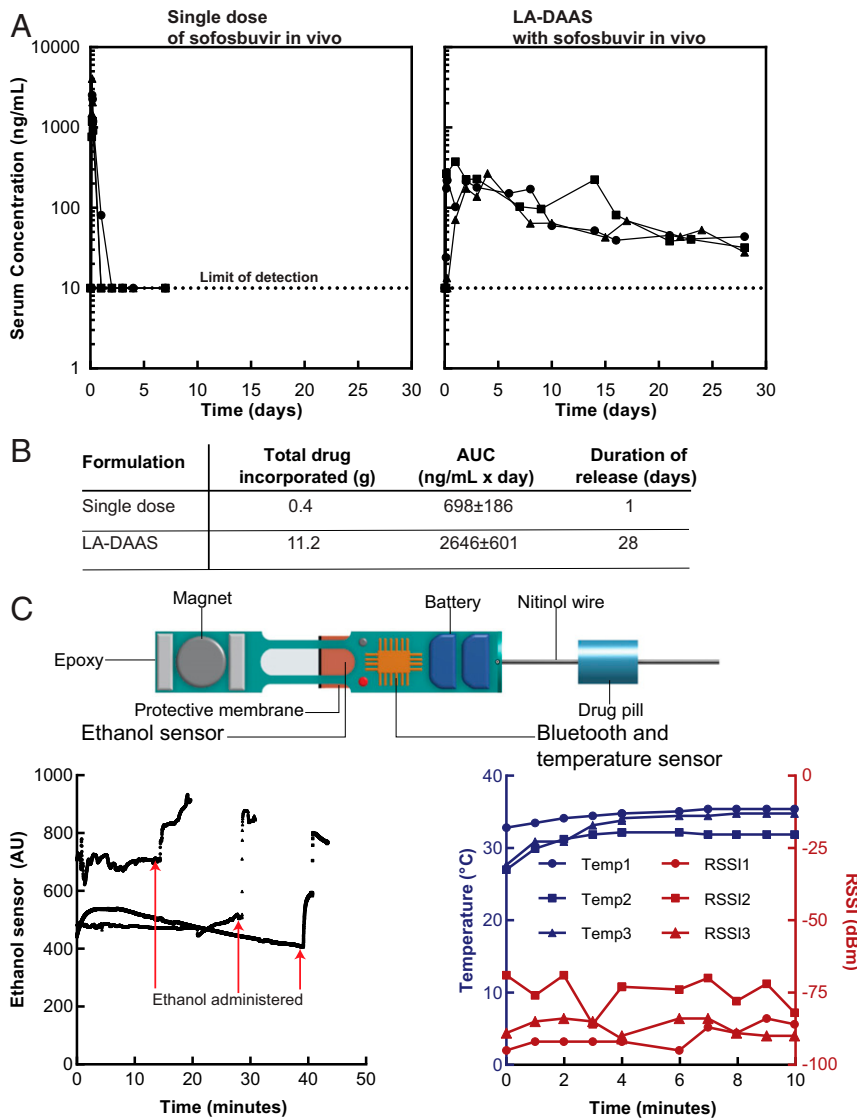 A
Single dose
of sofosbuvir in vivo
LA-DAAS
with sofosbuvir in vivo
Serum Concentration (ng/mL)
10000
1000
100
10
1
Limit of detection
0 5 10 15 20 25 30
Time (days)
0 5 10 15 20 25 30
Time (days)
B
Formulation Total drug incorporated (g) AUC (ng/mL x day) Duration of release (days)
Single dose 0.4 698±186 1
LA-DAAS 11.2 2646±601 28
C
Magnet
Battery
Nitinol wire
Epoxy
Protective membrane
Drug pill
Ethanol sensor
Bluetooth and
temperature sensor
Ethanol sensor (AU)
1000
800
600
400
200
0
Ethanol administered
0 10 20 30 40 50
Time (minutes)
Temperature (°C)
40
30
20
10
0
Temp1 RSSI1
Temp2 RSSI2
Temp3 RSSI3
0
-25
-50
-75
-100
RSSI (dBm)
0 2 4 6 8 10
Time (minutes)